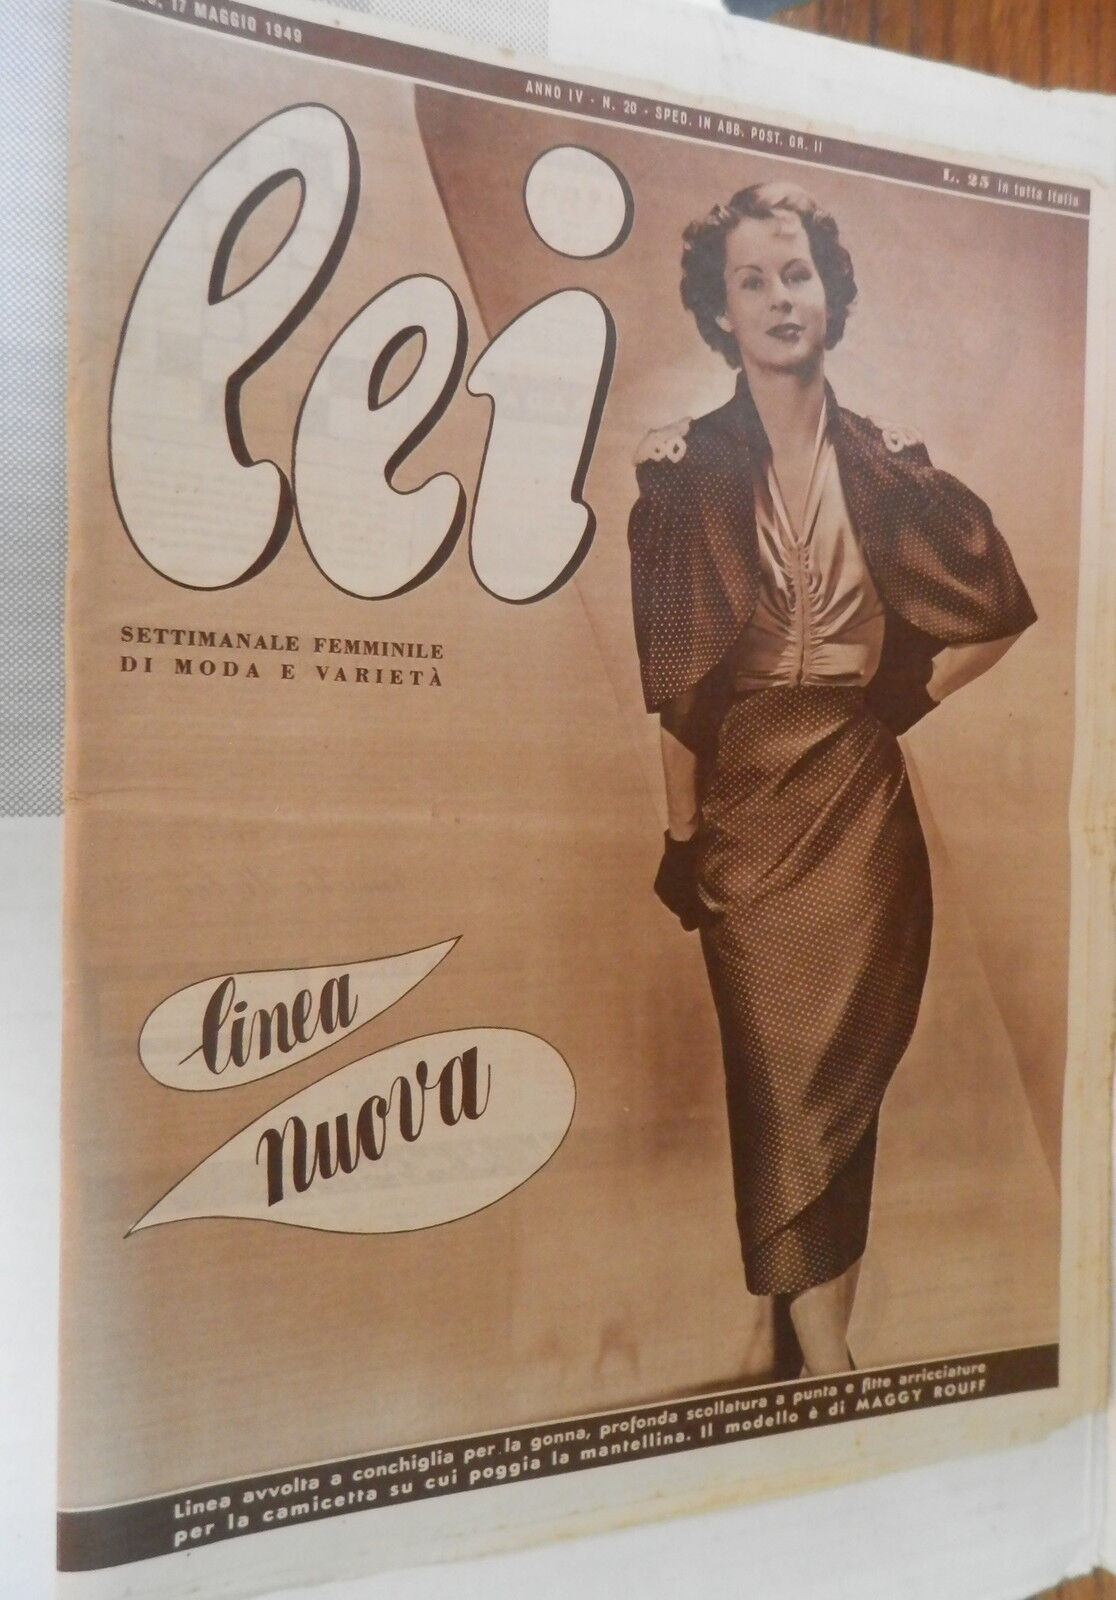 17 MAGGIO 1949
ANNO IV - N. 20 - SPED. IN ABB. POST. GR. II
L. 25 in tutta Italia
lei
SETTIMANALE FEMMINILE
DI MODA E VARIETÀ
linea
nuova
Linea avvolta a conchiglia per la gonna, profonda scollatura a punta e fitte arricciature
per la camicetta su cui poggia la mantellina. Il modello è di MAGGY ROUFF